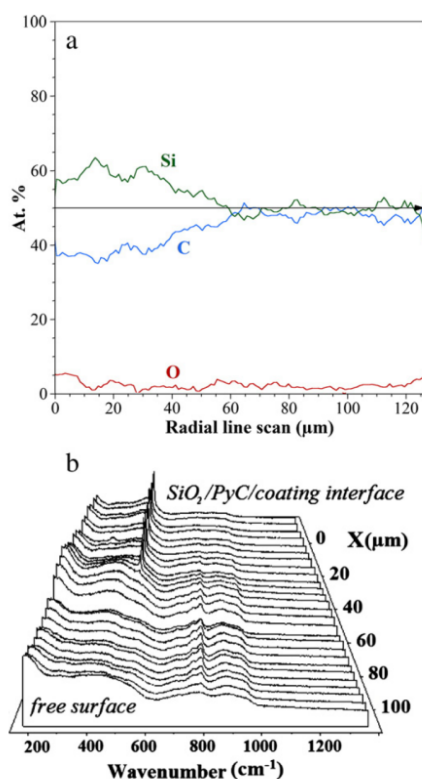 a
100
80
60
40
20
0
At. %
Si
C
O
0 20 40 60 80 100 120
Radial line scan (µm)
b
SiO2/PyC/coating interface
X(µm)
0
20
40
60
80
100
free surface
200 400 600 800 1000 1200
Wavenumber (cm-1)